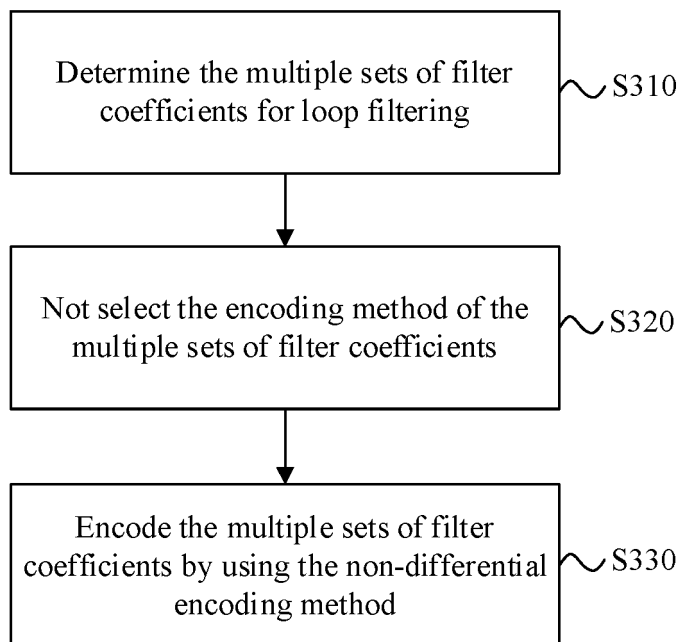 Determine the multiple sets of filter
coefficients for loop filtering
S310
Not select the encoding method of the
multiple sets of filter coefficients
S320
Encode the multiple sets of filter
coefficients by using the non-differential
encoding method
S330